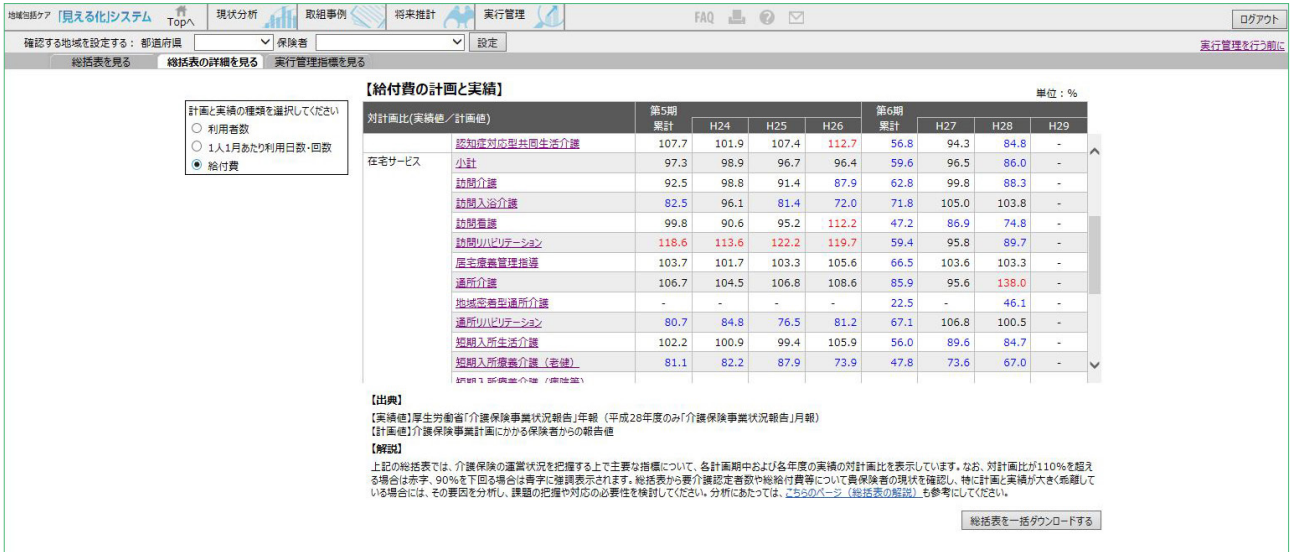 地域包括ケア「見える化」システム Topへ 現状分析 取組事例 将来推計 実行管理 FAQ ログアウト
確認する地域を設定する: 都道府県 保険者 設定 実行管理を行う前に
総括表を見る 総括表の詳細を見る 実行管理指標を見る
【給付費の計画と実績】
単位:%
計画と実績の種類を選択してください
利用者数
1人1月あたり利用日数・回数
給付費
対計画比(実績値/計画値) 第5期累計 H24 H25 H26 第6期累計 H27 H28 H29
認知症対応型共同生活介護 107.7 101.9 107.4 112.7 56.8 94.3 84.8 -
在宅サービス 小計 97.3 98.9 96.7 96.4 59.6 96.5 86.0 -
訪問介護 92.5 98.8 91.4 87.9 62.8 99.8 88.3 -
訪問入浴介護 82.5 96.1 81.4 72.0 71.8 105.0 103.8 -
訪問看護 99.8 90.6 95.2 112.2 47.2 86.9 74.8 -
訪問リハビリテーション 118.6 113.6 122.2 119.7 59.4 95.8 89.7 -
居宅療養管理指導 103.7 101.7 103.3 105.6 66.5 103.6 103.3 -
通所介護 106.7 104.5 106.8 108.6 85.9 95.6 138.0 -
地域密着型通所介護 - - - - 22.5 - 46.1 -
通所リハビリテーション 80.7 84.8 76.5 81.2 67.1 106.8 100.5 -
短期入所生活介護 102.2 100.9 99.4 105.9 56.0 89.6 84.7 -
短期入所療養介護(老健) 81.1 82.2 87.9 73.9 47.8 73.6 67.0 -
【出典】
【実績値】厚生労働省「介護保険事業状況報告」年報(平成28年度のみ「介護保険事業状況報告」月報)
【計画値】介護保険事業計画にかかる保険者からの報告値
【解説】
上記の総括表では、介護保険の運営状況を把握する上で主要な指標について、各計画期中および各年度の実績の対計画比を表示しています。なお、対計画比が110%を超え
る場合は赤字、90%を下回る場合は青字に強調表示されます。総括表から要介護認定者数や総給付費等について貴保険者の現状を確認し、特に計画と実績が大きく乖離して
いる場合には、その要因を分析し、課題の把握や対応の必要性を検討してください。分析にあたっては、こちらのページ(総括表の解説)も参考にしてください。
総括表を一括ダウンロードする